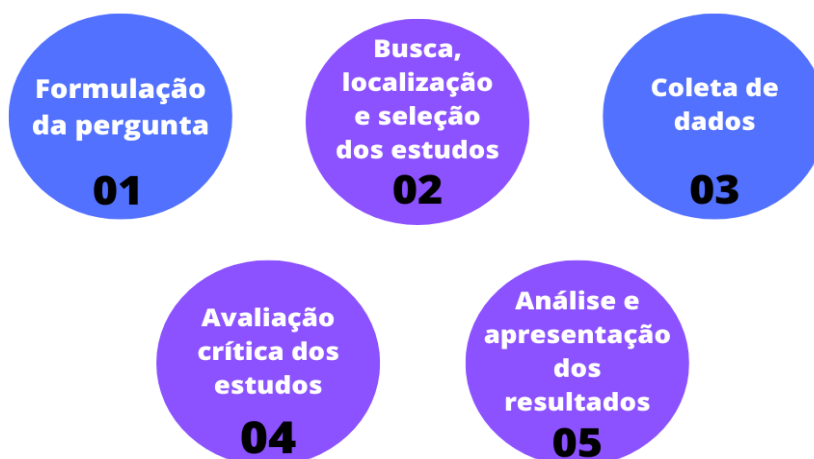 Formulação
da pergunta
01
Busca,
localização
e seleção
dos estudos
02
Coleta de
dados
03
Avaliação
crítica dos
estudos
04
Análise e
apresentação
dos
resultados
05